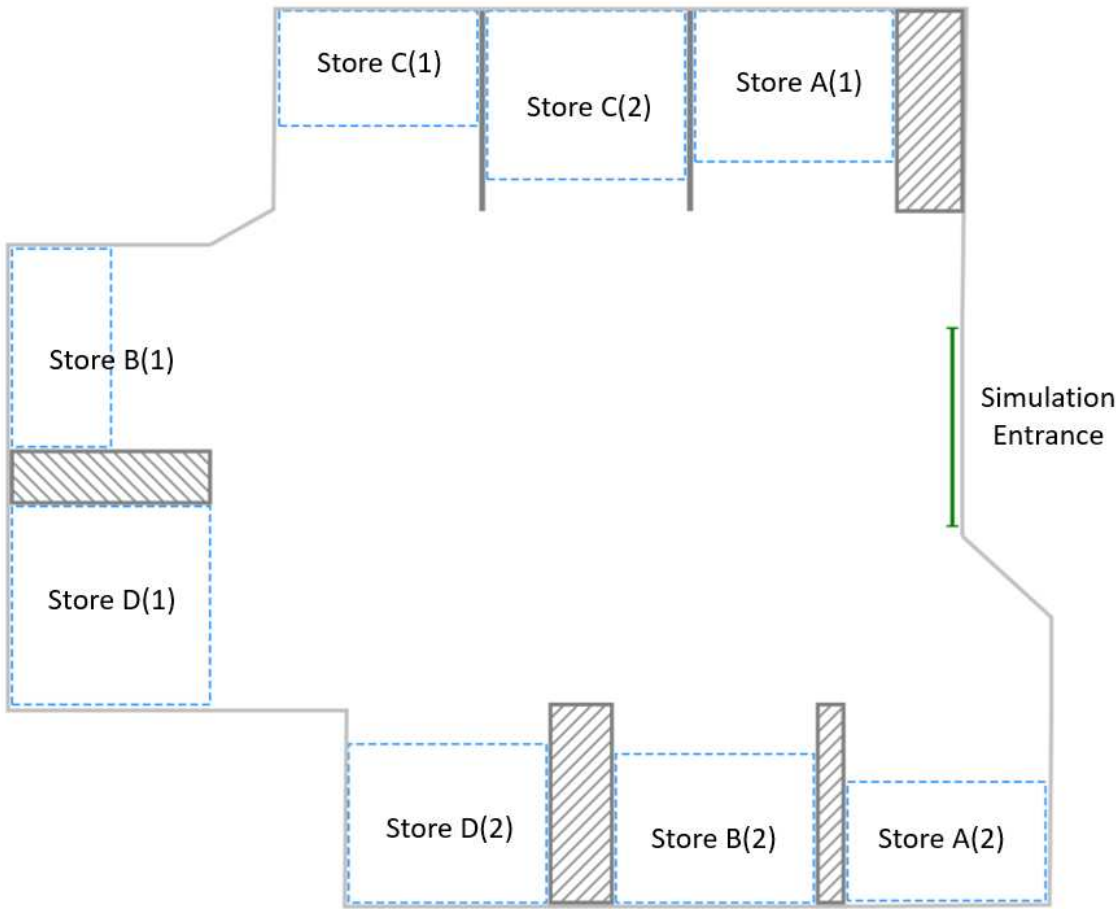 Store C(1)
Store C(2)
Store A(1)
Store B(1)
Simulation
Entrance
Store D(1)
Store D(2)
Store B(2)
Store A(2)